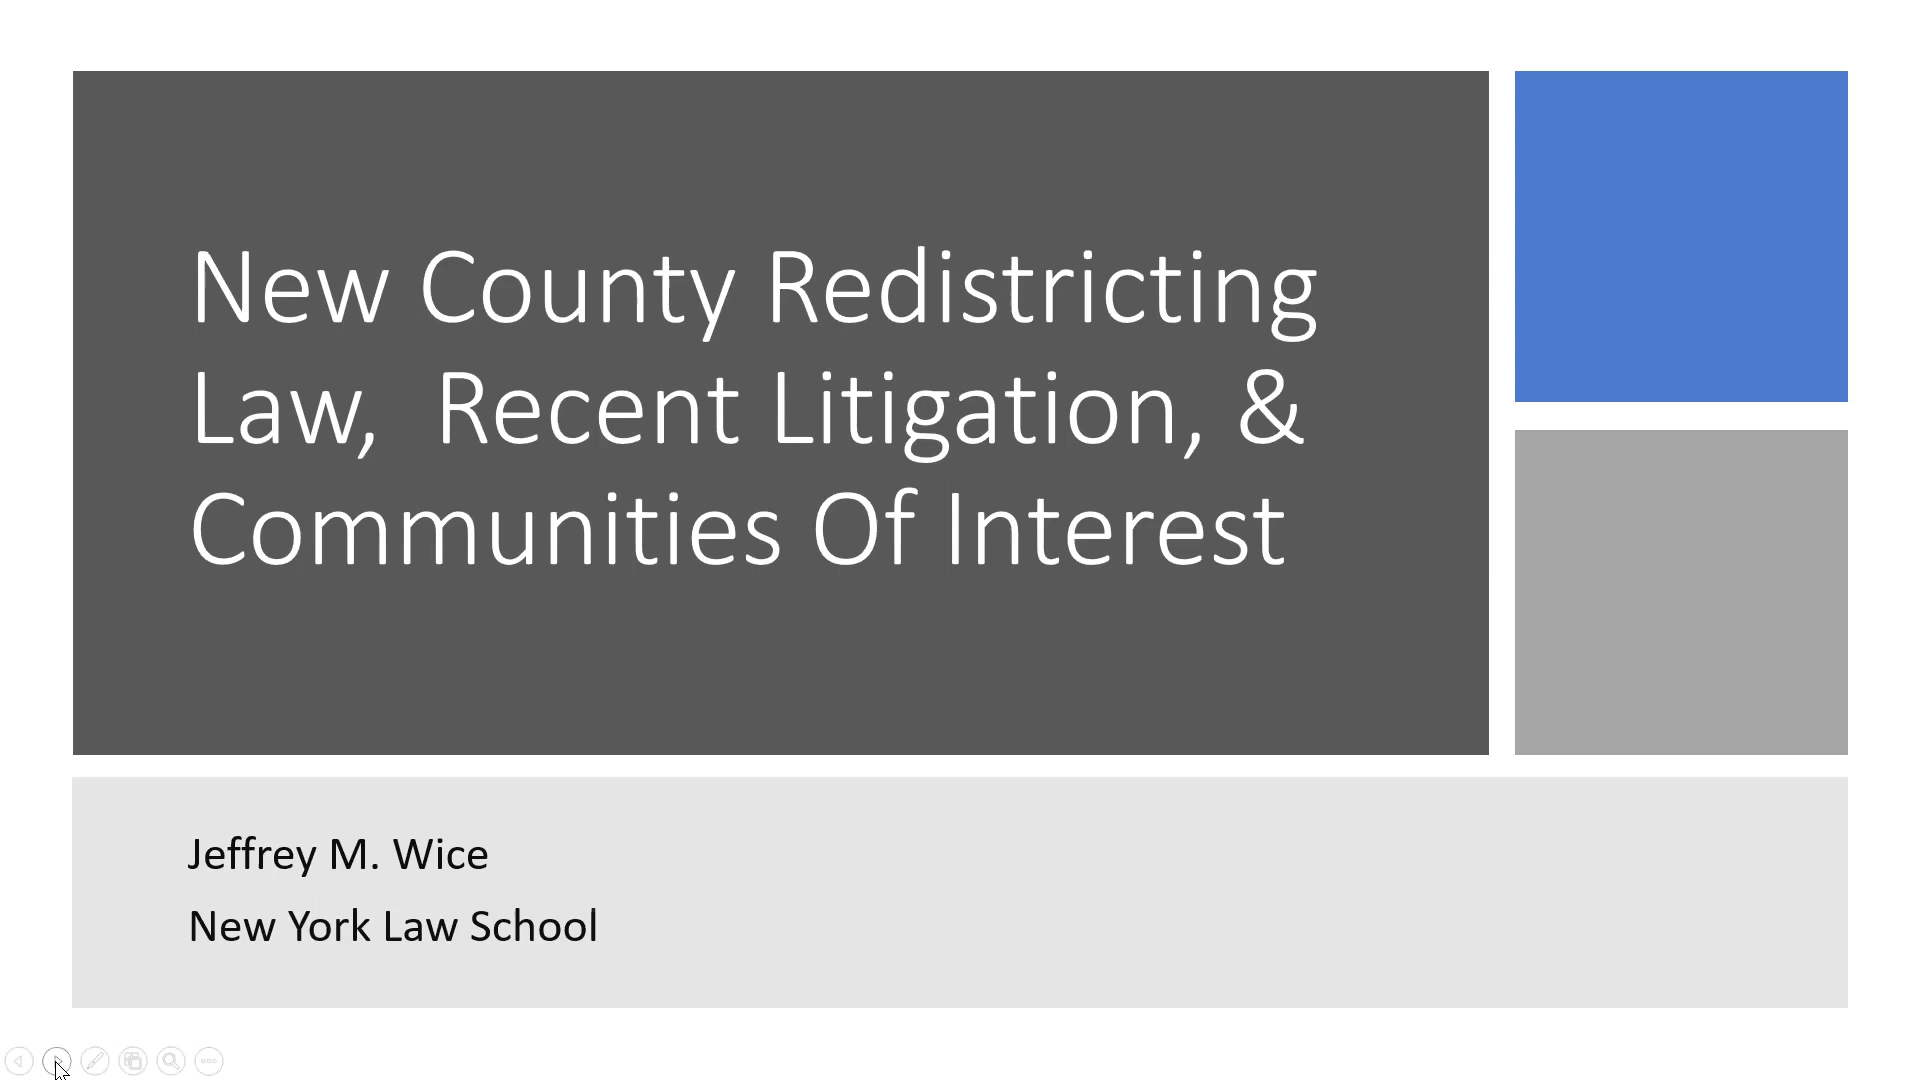 New County Redistricting
Law,  Recent Litigation, &
Communities Of Interest
Jeffrey M. Wice
New York Law School